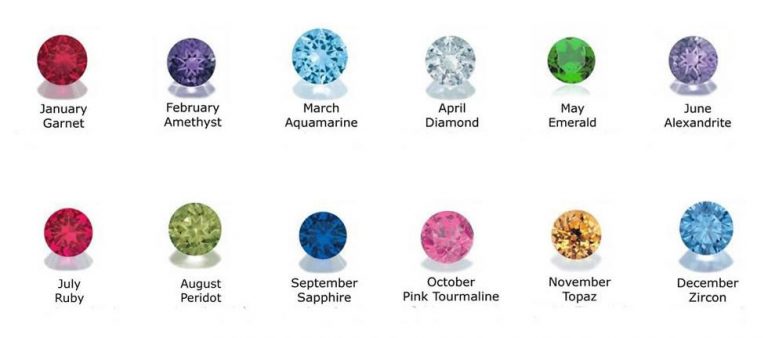 January
Garnet
February
Amethyst
March
Aquamarine
April
Diamond
May
Emerald
June
Alexandrite
July
Ruby
August
Peridot
September
Sapphire
October
Pink Tourmaline
November
Topaz
December
Zircon